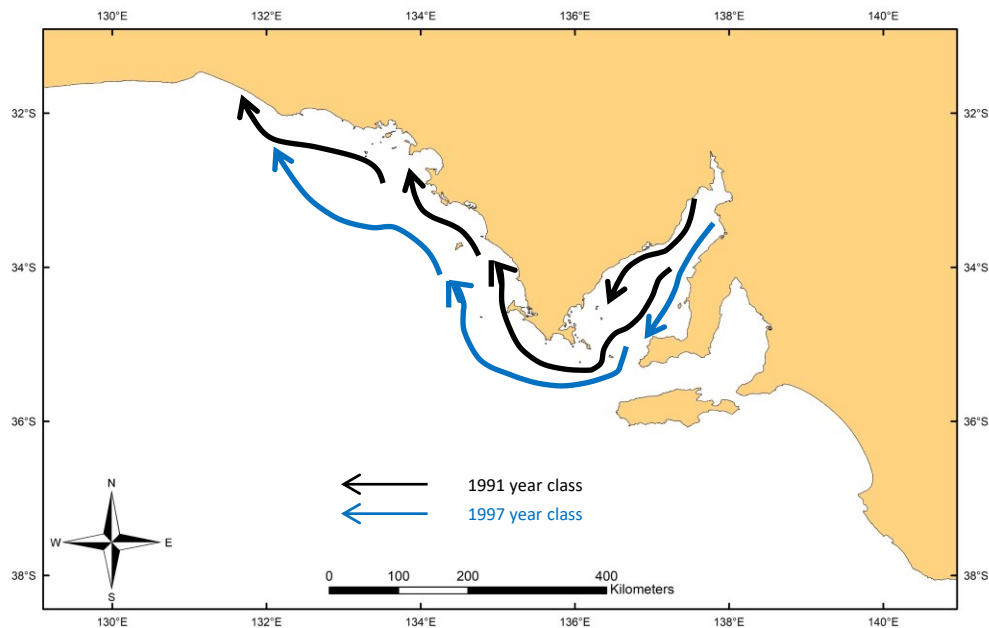 130°E 132°E 134°E 136°E 138°E 140°E
32°S 32°S
34°S 34°S
36°S 36°S
1991 year class
1997 year class
N
W E
S
38°S 38°S
0 100 200 400
Kilometers
130°E 132°E 134°E 136°E 138°E 140°E